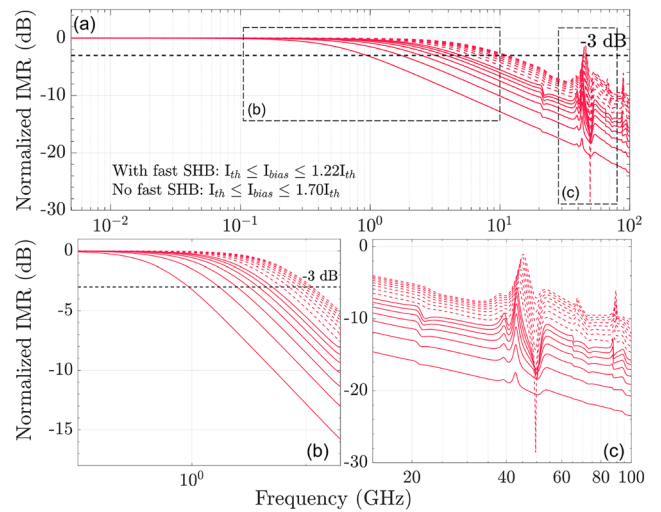 (a)
0
-10
-20
-30
Normalized IMR (dB)
-3 dB
(b)
(c)
With fast SHB: I_th ≤ I_bias ≤ 1.22I_th
No fast SHB: I_th ≤ I_bias ≤ 1.70I_th
10^-2 10^-1 10^0 10^1 10^2
0
-5
-10
-15
Normalized IMR (dB)
-3 dB
(b)
10^0
-10
-20
-30
(c)
20 40 60 80 100
Frequency (GHz)